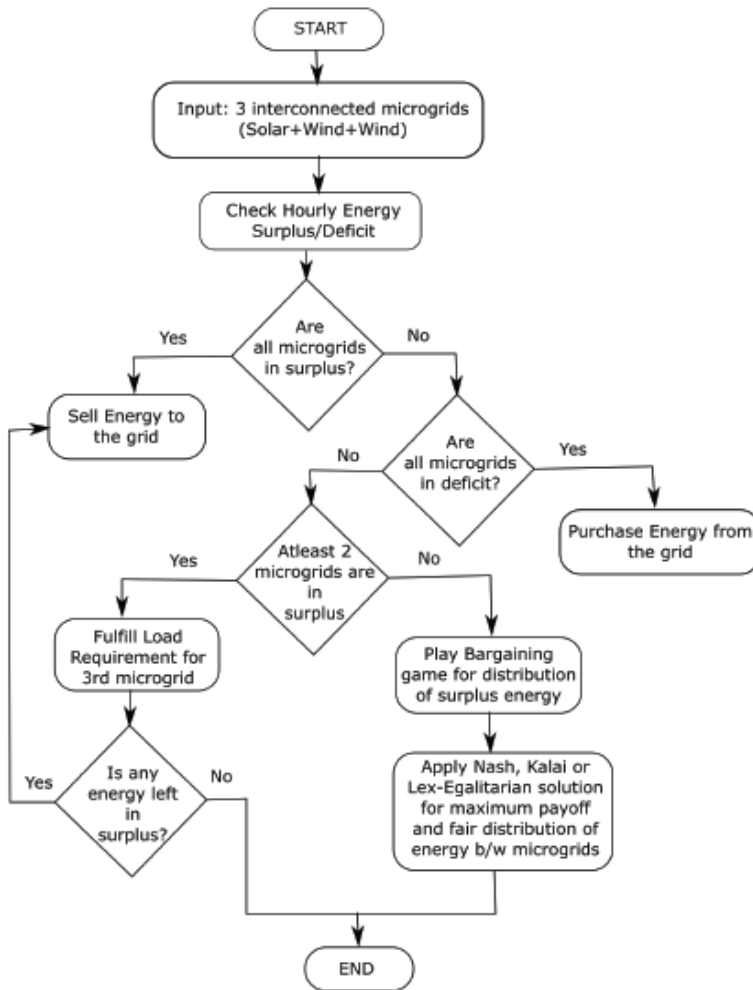 START
Input: 3 interconnected microgrids
(Solar+Wind+Wind)
Check Hourly Energy
Surplus/Deficit
Are
all microgrids
in surplus?
Yes
No
Sell Energy to
the grid
Are
all microgrids
in deficit?
No
Yes
Purchase Energy from
the grid
Atleast 2
microgrids are
in
surplus
Yes
No
Fulfill Load
Requirement for
3rd microgrid
Play Bargaining
game for distribution
of surplus energy
Is any
energy left
in
surplus?
Yes
No
Apply Nash, Kalai or
Lex-Egalitarian solution
for maximum payoff
and fair distribution of
energy b/w microgrids
END